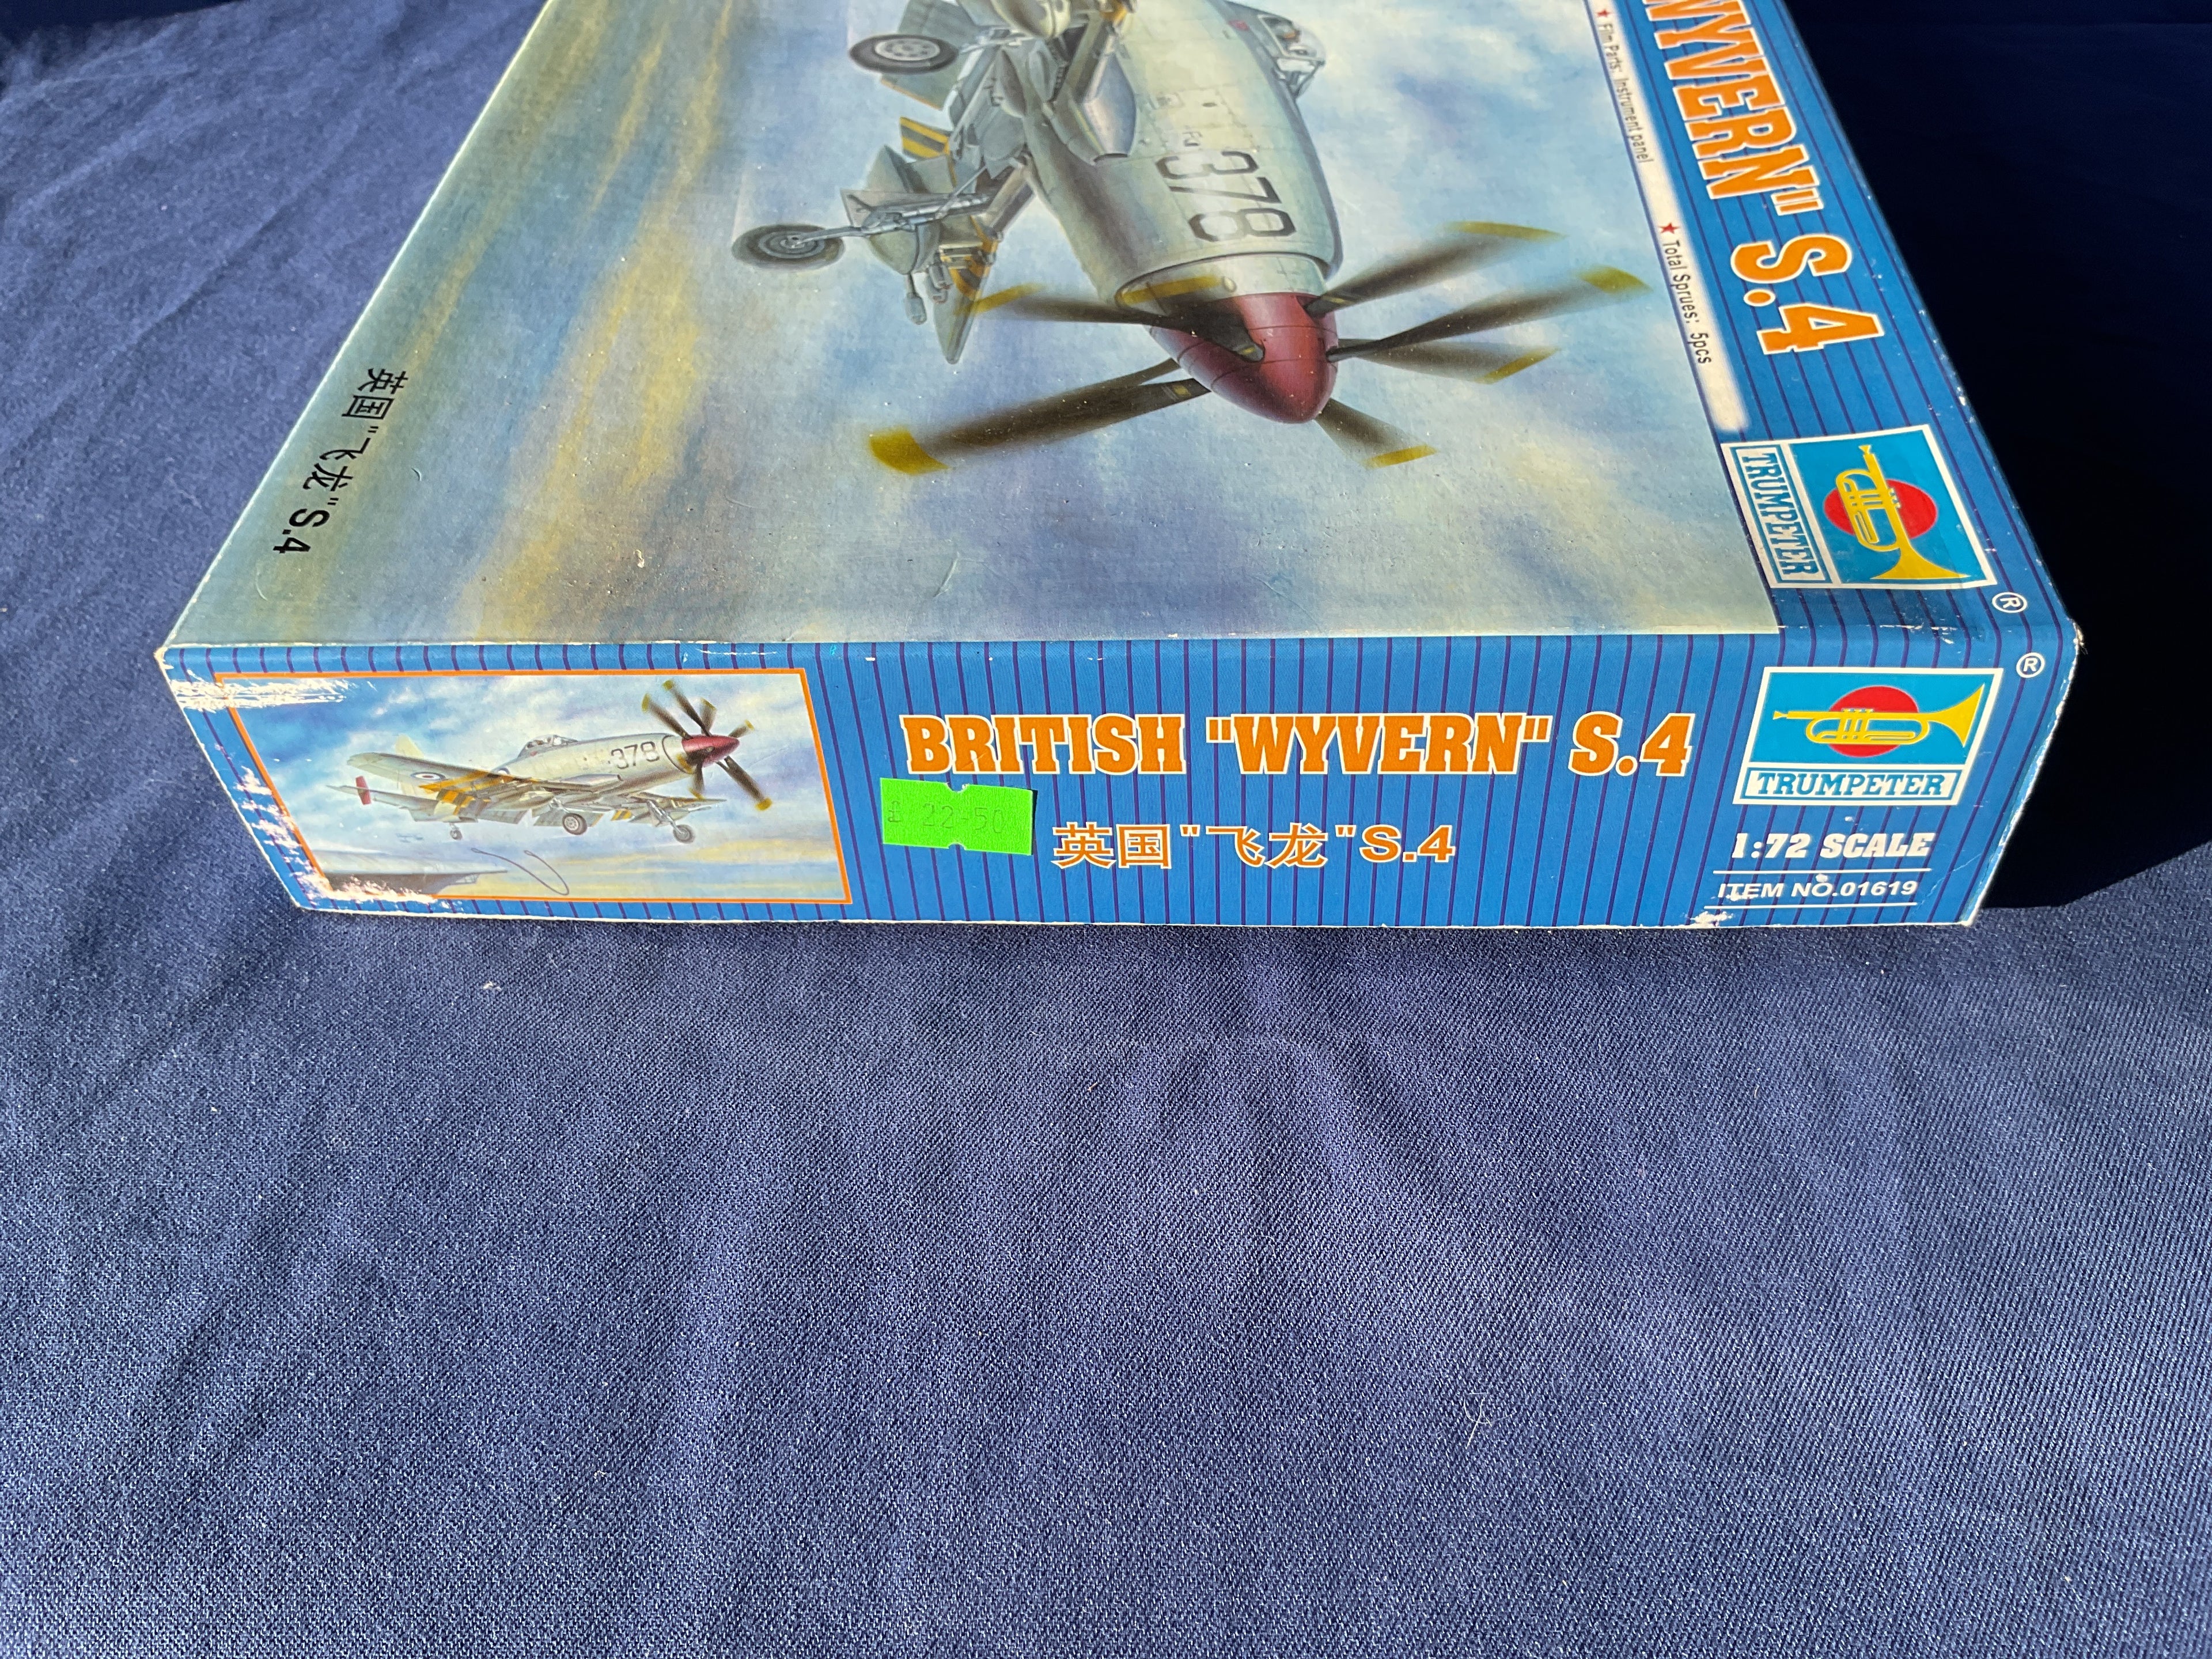 WYVERN" S.4
★ Film Parts: Instrument panel
★ Total Sprues: 5pcs
378
TRUMPETER
®
英国"飞龙"S.4
378
BRITISH "WYVERN" S.4
22.50
英国"飞龙"S.4
®
TRUMPETER
1:72 SCALE
ITEM NO.01619